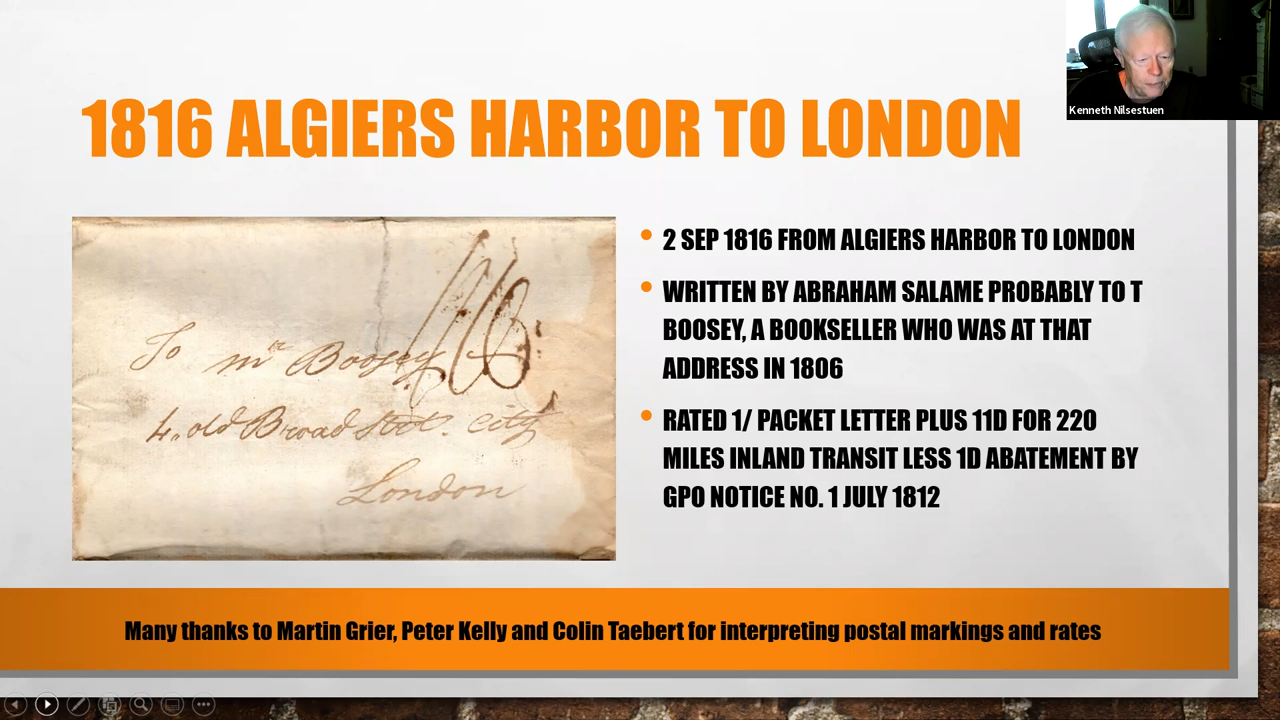 Kenneth Nilsestuen
1816 ALGIERS HARBOR TO LONDON
To mr Boosey
4. old Broad Street. City
London
• 2 SEP 1816 FROM ALGIERS HARBOR TO LONDON
• WRITTEN BY ABRAHAM SALAME PROBABLY TO T
BOOSEY, A BOOKSELLER WHO WAS AT THAT
ADDRESS IN 1806
• RATED 1/ PACKET LETTER PLUS 11D FOR 220
MILES INLAND TRANSIT LESS 1D ABATEMENT BY
GPO NOTICE NO. 1 JULY 1812
Many thanks to Martin Grier, Peter Kelly and Colin Taebert for interpreting postal markings and rates